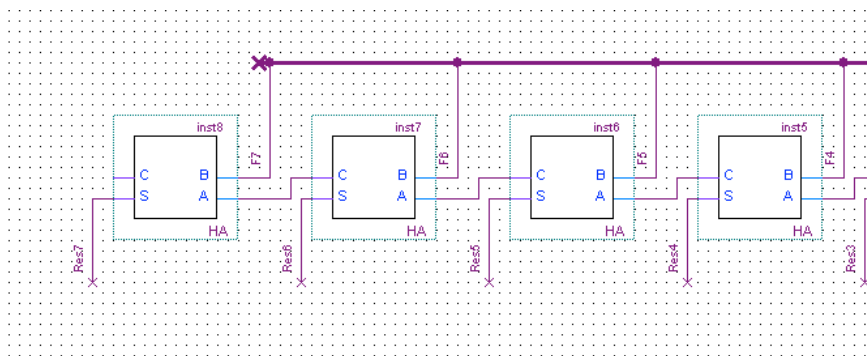 inst8 inst7 inst6 inst5
F7 F6 F5 F4
C B C B C B C B
S A S A S A S A
HA HA HA HA
Res7 Res6 Res5 Res4 Res3